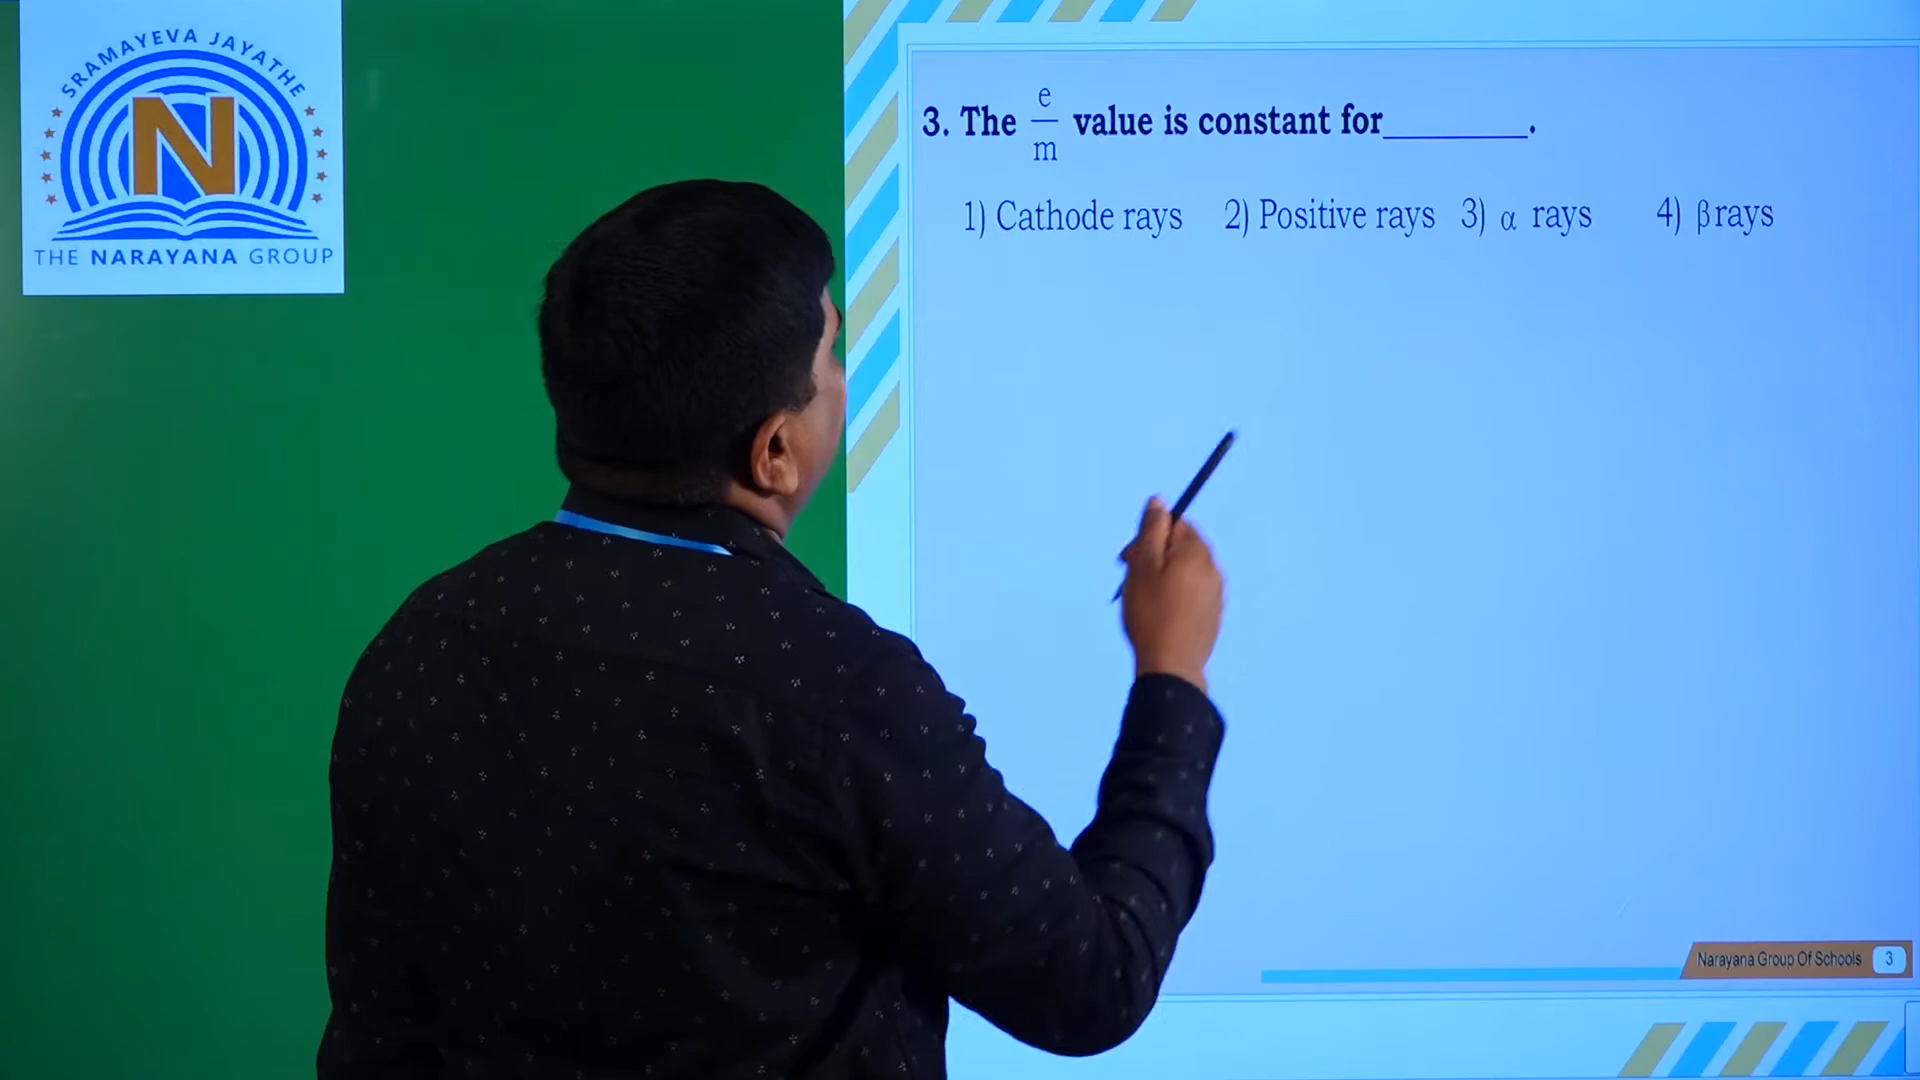 SRAMAYEVA JAYATHE
N
THE NARAYANA GROUP
3. The e/m value is constant for________.
1) Cathode rays 2) Positive rays 3) α rays 4) β rays
Narayana Group Of Schools 3